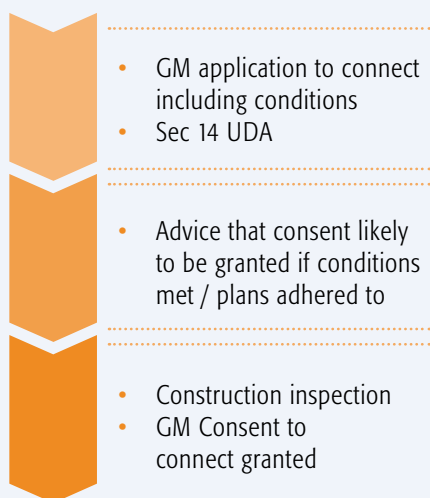 • GM application to connect
including conditions
• Sec 14 UDA
• Advice that consent likely
to be granted if conditions
met / plans adhered to
• Construction inspection
• GM Consent to
connect granted